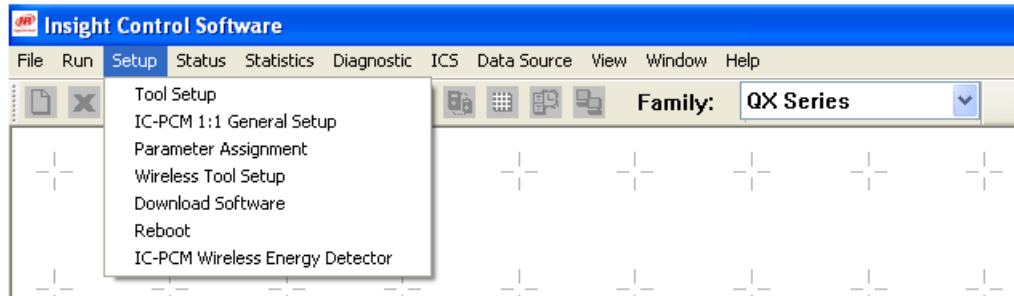 Insight Control Software
File Run Setup Status Statistics Diagnostic ICS Data Source View Window Help
Family: QX Series
Tool Setup
IC-PCM 1:1 General Setup
Parameter Assignment
Wireless Tool Setup
Download Software
Reboot
IC-PCM Wireless Energy Detector